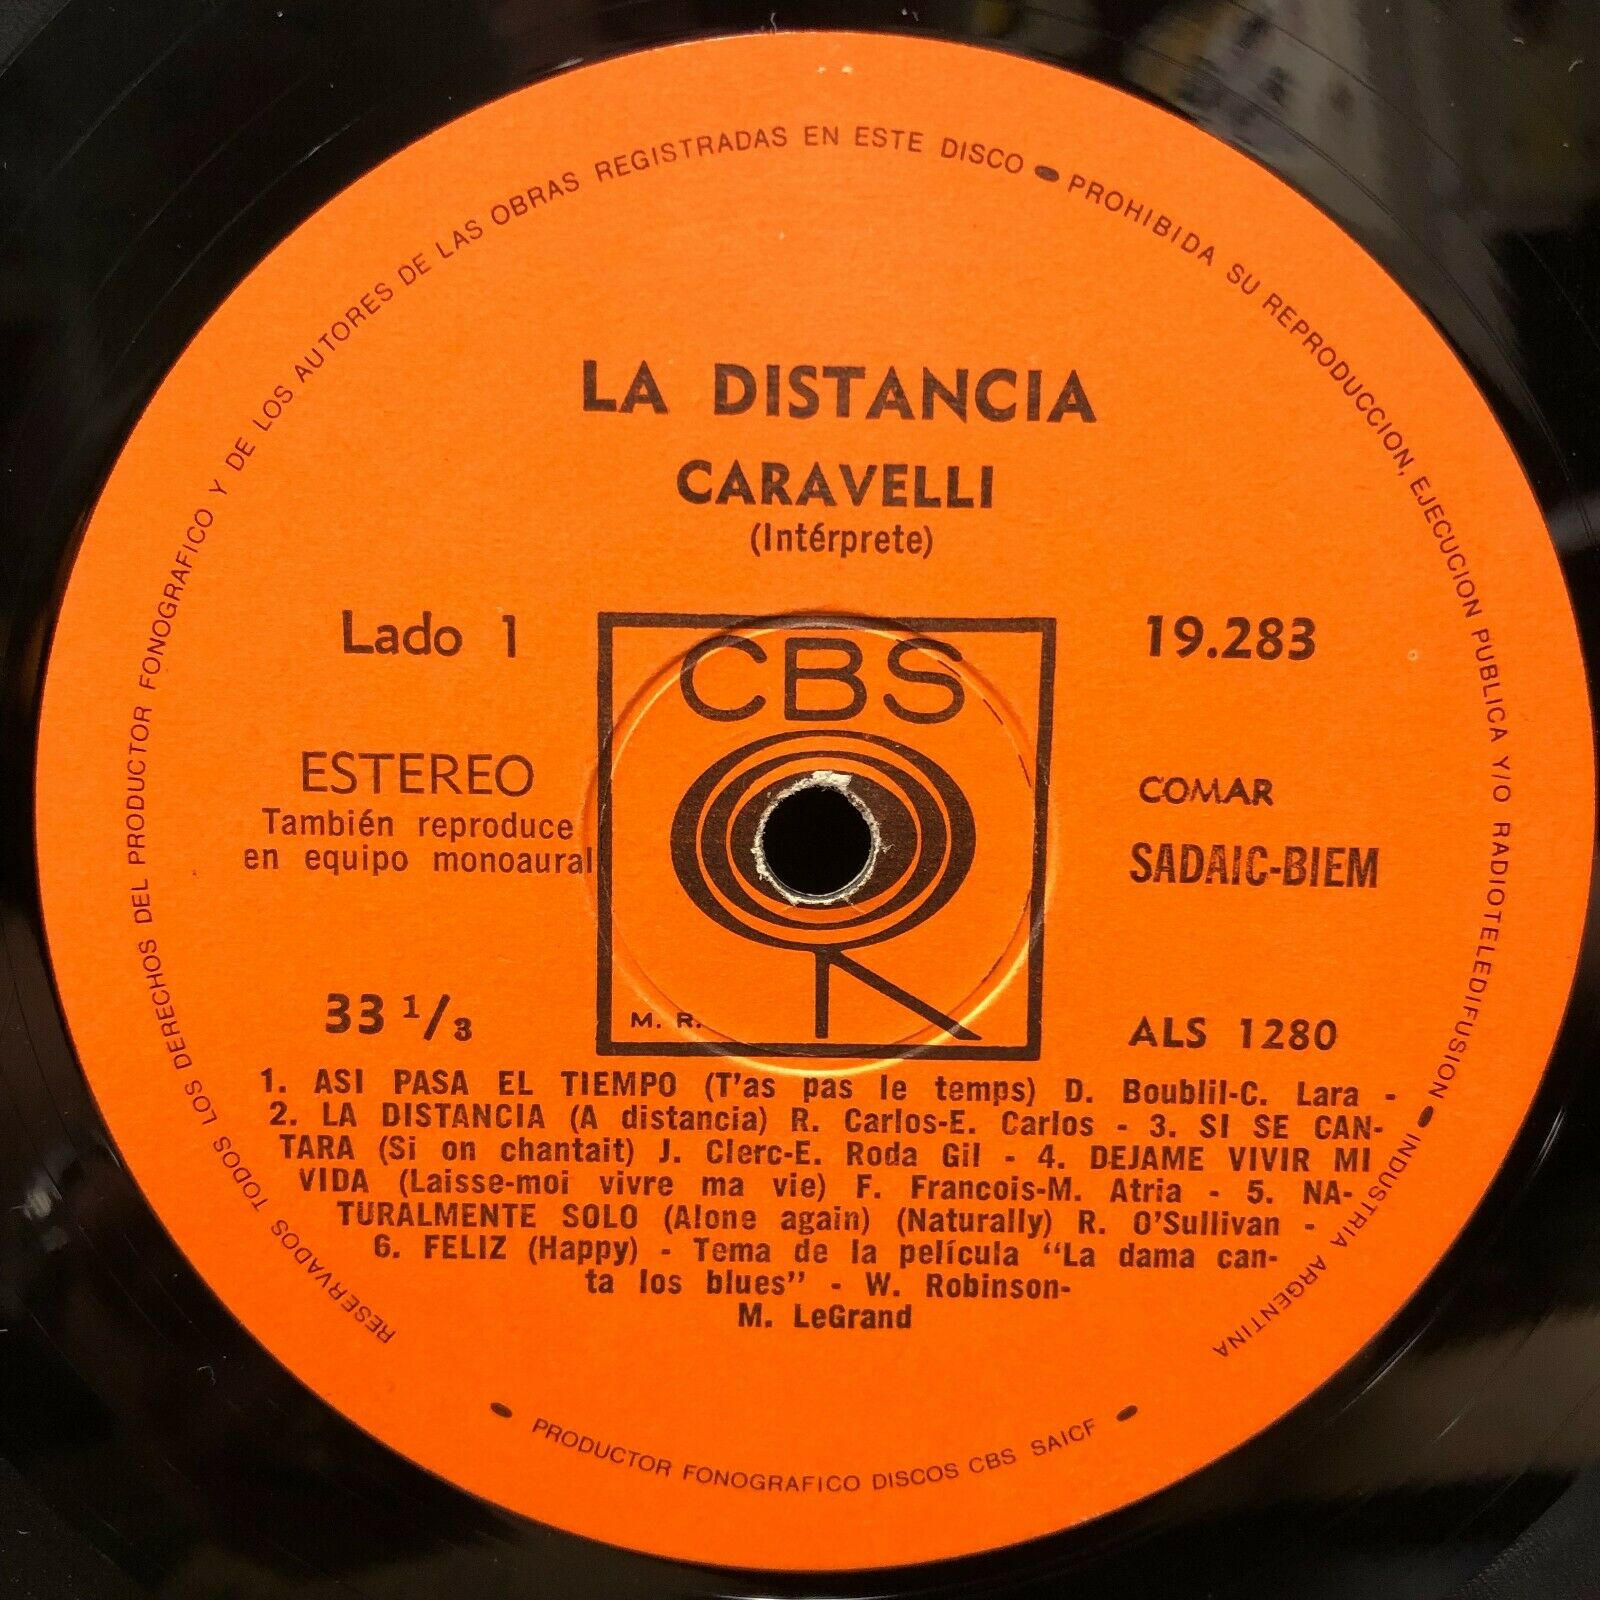 RESERVADOS TODOS LOS DERECHOS DEL PRODUCTOR FONOGRAFICO Y DE LOS AUTORES DE LAS OBRAS REGISTRADAS EN ESTE DISCO • PROHIBIDA SU REPRODUCCION, EJECUCION PUBLICA Y/O RADIOTELEDIFUSION • INDUSTRIA ARGENTINA
LA DISTANCIA
CARAVELLI
(Intérprete)
Lado 1
19.283
CBS
ESTEREO
También reproduce
en equipo monoaural
COMAR
SADAIC-BIEM
33 1/3
M. R.
ALS 1280
1. ASI PASA EL TIEMPO (T'as pas le temps) D. Boublil-C. Lara -
2. LA DISTANCIA (A distancia) R. Carlos-E. Carlos - 3. SI SE CAN-
TARA (Si on chantait) J. Clerc-E. Roda Gil - 4. DEJAME VIVIR MI
VIDA (Laisse-moi vivre ma vie) F. Francois-M. Atria - 5. NA-
TURALMENTE SOLO (Alone again) (Naturally) R. O'Sullivan -
6. FELIZ (Happy) - Tema de la película "La dama can-
ta los blues" - W. Robinson-
M. LeGrand
• PRODUCTOR FONOGRAFICO DISCOS CBS SAICF •